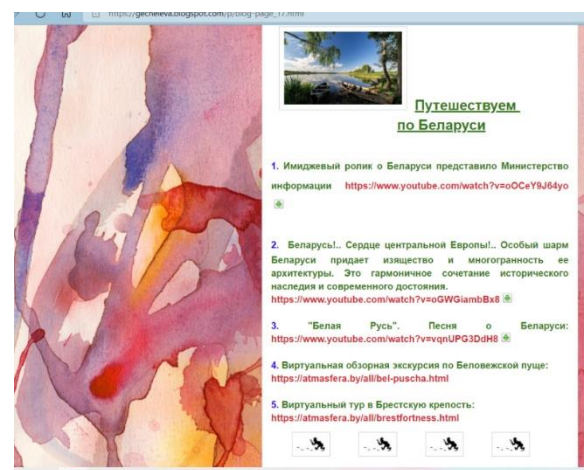 https://gecheleva.blogspot.com/p/blog-page_17.html
Путешествуем
по Беларуси
1. Имиджевый ролик о Беларуси представило Министерство
информации https://www.youtube.com/watch?v=oOCeY9J64yo
2. Беларусь!.. Сердце центральной Европы!.. Особый шарм
Беларуси придает изящество и многогранность ее
архитектуры. Это гармоничное сочетание исторического
наследия и современного достояния.
https://www.youtube.com/watch?v=oGWGiambBx8
3. "Белая Русь". Песня о Беларуси:
https://www.youtube.com/watch?v=vqnUPG3DdH8
4. Виртуальная обзорная экскурсия по Беловежской пуще:
https://atmasfera.by/all/bel-puscha.html
5. Виртуальный тур в Брестскую крепость:
https://atmasfera.by/all/brestfortness.html